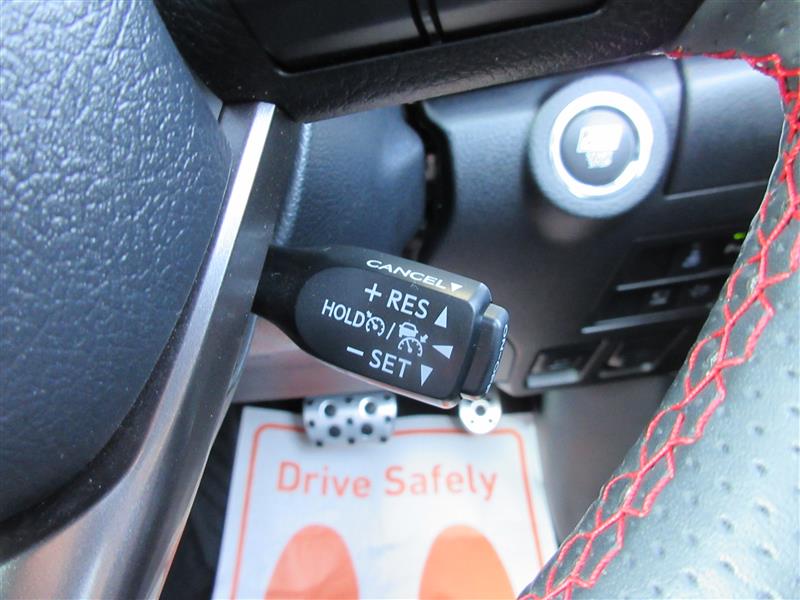 CANCEL▼
+ RES ▲
HOLD /
− SET ▼
Drive Safely